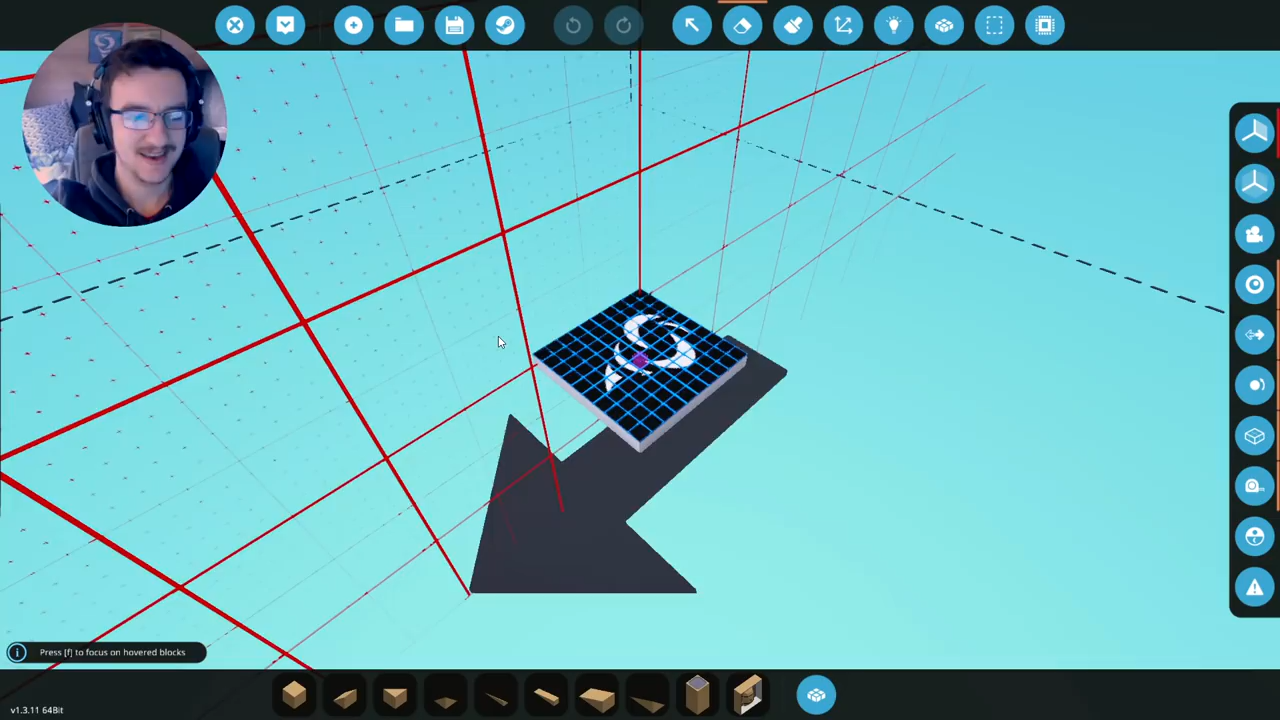 Press [f] to focus on hovered blocks
v1.3.11 64Bit